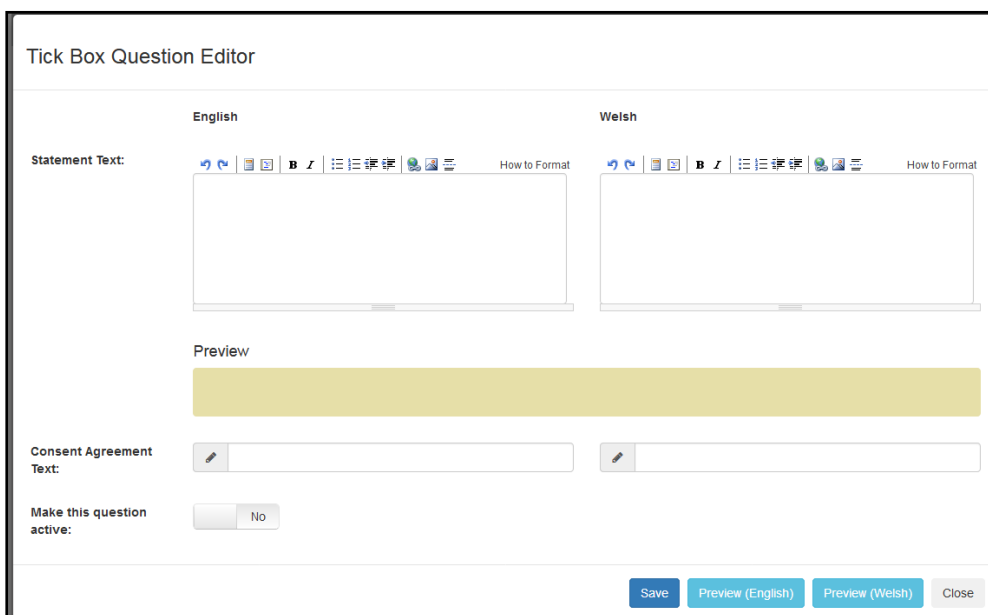 Tick Box Question Editor
English Welsh
Statement Text:
B I How to Format B I How to Format
Preview
Consent Agreement
Text:
Make this question
active:
No
Save Preview (English) Preview (Welsh) Close